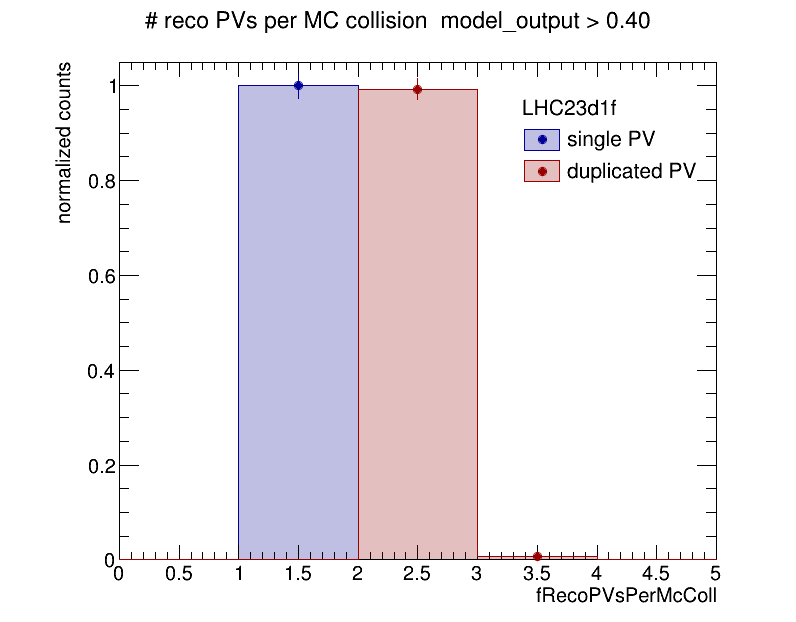 # reco PVs per MC collision  model_output > 0.40
normalized counts
1
0.8
0.6
0.4
0.2
0
LHC23d1f
single PV
duplicated PV
0 0.5 1 1.5 2 2.5 3 3.5 4 4.5 5
fRecoPVsPerMcColl